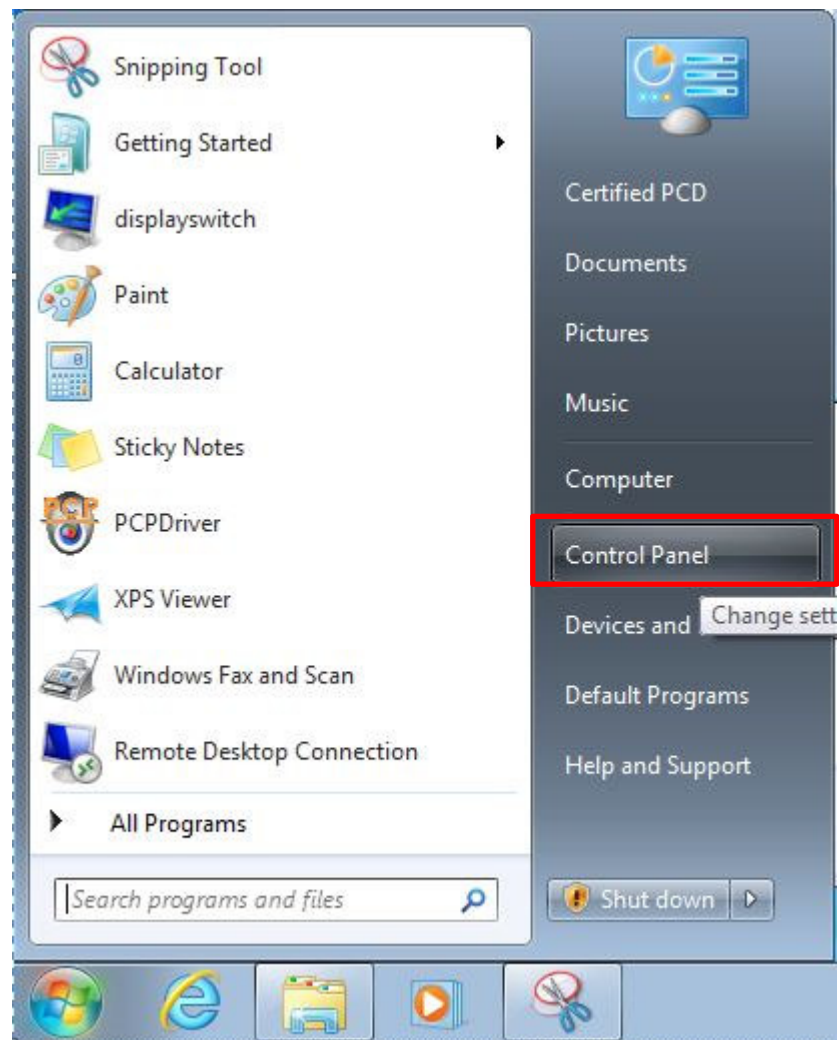 Snipping Tool
Getting Started
displayswitch
Paint
Calculator
Sticky Notes
PCP
PCPDriver
XPS Viewer
Windows Fax and Scan
Remote Desktop Connection
All Programs
Search programs and files
Certified PCD
Documents
Pictures
Music
Computer
Control Panel
Devices and
Change sett
Default Programs
Help and Support
Shut down